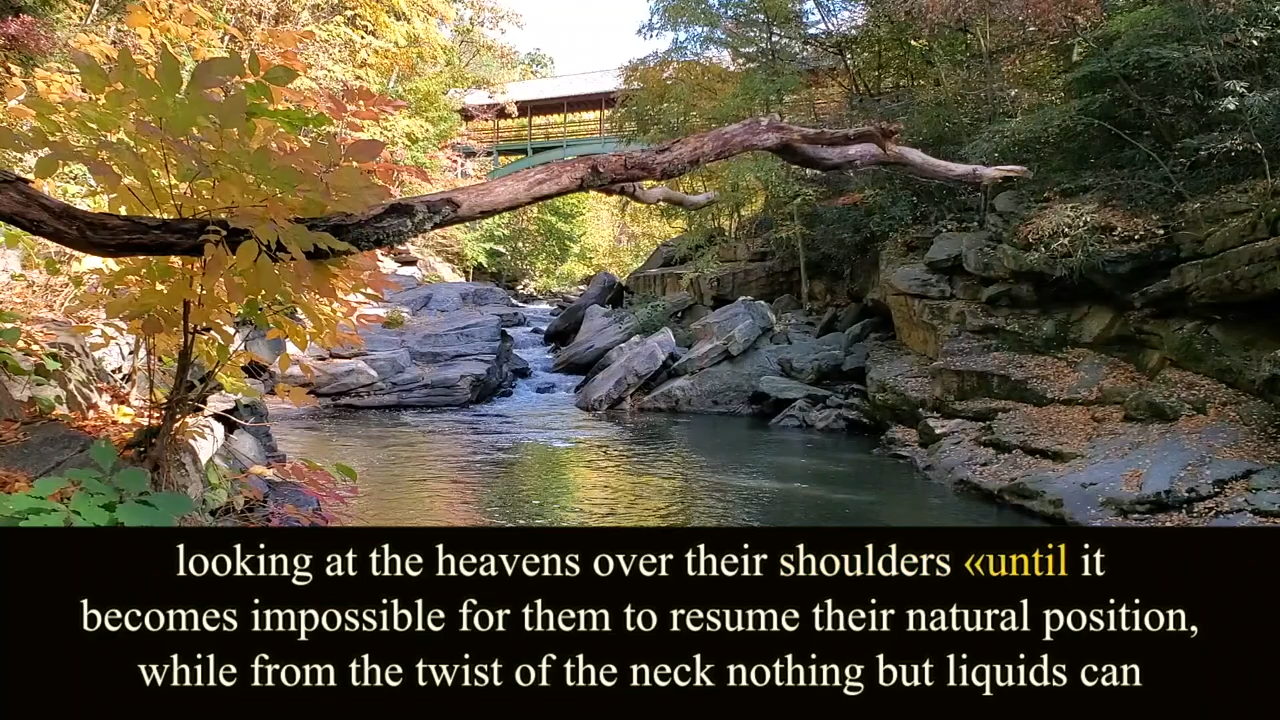 looking at the heavens over their shoulders «until it
becomes impossible for them to resume their natural position,
while from the twist of the neck nothing but liquids can